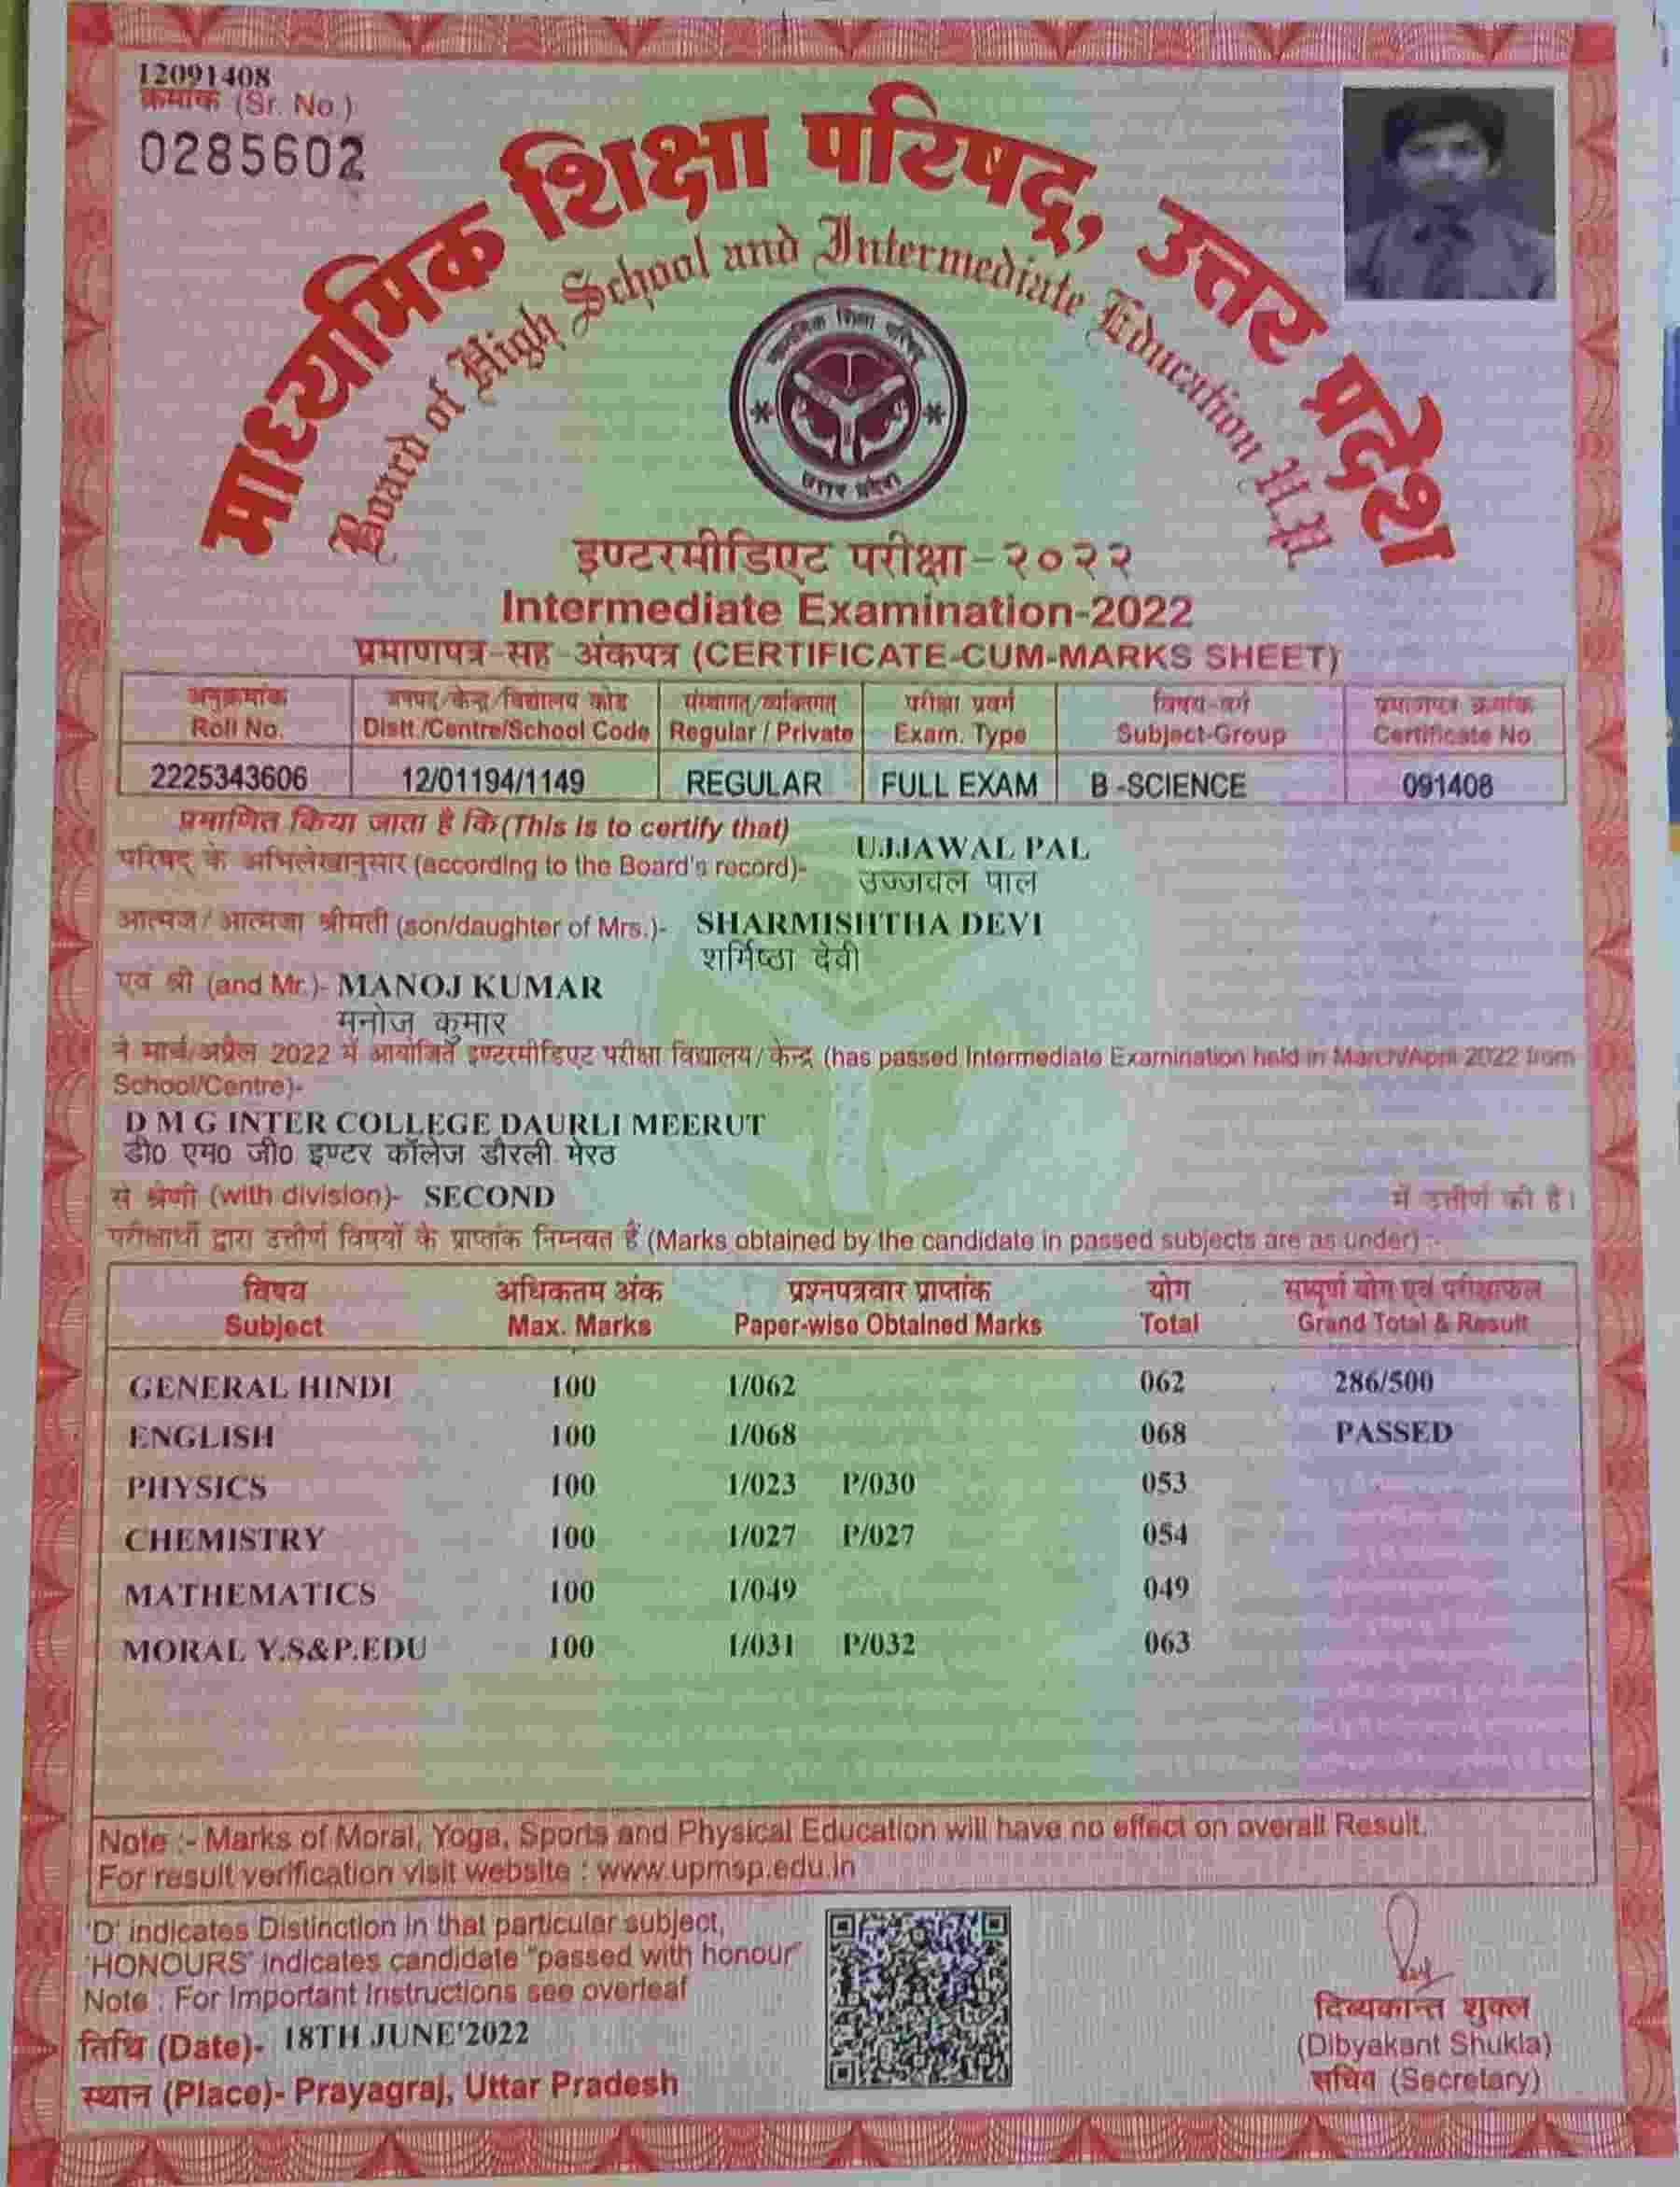 12091408
क्रमांक (Sr. No.)
0285602
माध्यमिक शिक्षा परिषद्, उत्तर प्रदेश
Board of High School and Intermediate Education U.P.
माध्यमिक शिक्षा परिषद्
उत्तर प्रदेश
इण्टरमीडिएट परीक्षा-२०२२
Intermediate Examination-2022
प्रमाणपत्र-सह-अंकपत्र (CERTIFICATE-CUM-MARKS SHEET)
अनुक्रमांक जनपद/केन्द्र/विद्यालय कोड संस्थागत/व्यक्तिगत परीक्षा प्रवर्ग विषय-वर्ग प्रमाणपत्र क्रमांक
Roll No. Distt./Centre/School Code Regular / Private Exam. Type Subject-Group Certificate No.
2225343606 12/01194/1149 REGULAR FULL EXAM B -SCIENCE 091408
प्रमाणित किया जाता है कि (This is to certify that)
परिषद् के अभिलेखानुसार (according to the Board's record)- UJJAWAL PAL
उज्जवल पाल
आत्मज/आत्मजा श्रीमती (son/daughter of Mrs.)- SHARMISHTHA DEVI
शर्मिष्ठा देवी
एवं श्री (and Mr.)- MANOJ KUMAR
मनोज कुमार
ने मार्च/अप्रैल 2022 में आयोजित इण्टरमीडिएट परीक्षा विद्यालय/केन्द्र (has passed Intermediate Examination held in March/April 2022 from
School/Centre)-
D M G INTER COLLEGE DAURLI MEERUT
डी0 एम0 जी0 इण्टर कॉलेज डौरली मेरठ
से श्रेणी (with division)- SECOND में उत्तीर्ण की है।
परीक्षार्थी द्वारा उत्तीर्ण विषयों के प्राप्तांक निम्नवत हैं (Marks obtained by the candidate in passed subjects are as under) :-
विषय अधिकतम अंक प्रश्नपत्रवार प्राप्तांक योग सम्पूर्ण योग एवं परीक्षाफल
Subject Max. Marks Paper-wise Obtained Marks Total Grand Total & Result
GENERAL HINDI 100 1/062 062 286/500
ENGLISH 100 1/068 068 PASSED
PHYSICS 100 1/023 P/030 053
CHEMISTRY 100 1/027 P/027 054
MATHEMATICS 100 1/049 049
MORAL Y.S&P.EDU 100 1/031 P/032 063
Note :- Marks of Moral, Yoga, Sports and Physical Education will have no effect on overall Result.
For result verification visit website : www.upmsp.edu.in
'D' indicates Distinction in that particular subject,
'HONOURS' indicates candidate "passed with honour"
Note : For Important Instructions see overleaf
तिथि (Date)- 18TH JUNE'2022
स्थान (Place)- Prayagraj, Uttar Pradesh
दिव्यकान्त शुक्ल
(Dibyakant Shukla)
सचिव (Secretary)